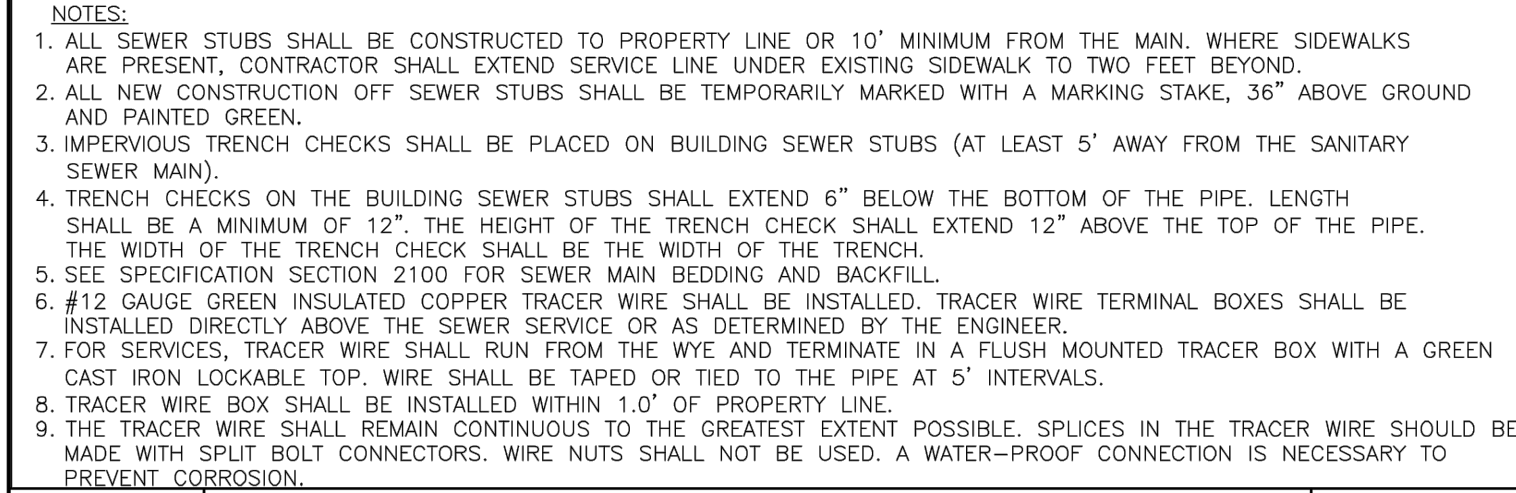 NOTES:
1. ALL SEWER STUBS SHALL BE CONSTRUCTED TO PROPERTY LINE OR 10' MINIMUM FROM THE MAIN. WHERE SIDEWALKS
ARE PRESENT, CONTRACTOR SHALL EXTEND SERVICE LINE UNDER EXISTING SIDEWALK TO TWO FEET BEYOND.
2. ALL NEW CONSTRUCTION OFF SEWER STUBS SHALL BE TEMPORARILY MARKED WITH A MARKING STAKE, 36" ABOVE GROUND
AND PAINTED GREEN.
3. IMPERVIOUS TRENCH CHECKS SHALL BE PLACED ON BUILDING SEWER STUBS (AT LEAST 5' AWAY FROM THE SANITARY
SEWER MAIN).
4. TRENCH CHECKS ON THE BUILDING SEWER STUBS SHALL EXTEND 6" BELOW THE BOTTOM OF THE PIPE. LENGTH
SHALL BE A MINIMUM OF 12". THE HEIGHT OF THE TRENCH CHECK SHALL EXTEND 12" ABOVE THE TOP OF THE PIPE.
THE WIDTH OF THE TRENCH CHECK SHALL BE THE WIDTH OF THE TRENCH.
5. SEE SPECIFICATION SECTION 2100 FOR SEWER MAIN BEDDING AND BACKFILL.
6. #12 GAUGE GREEN INSULATED COPPER TRACER WIRE SHALL BE INSTALLED. TRACER WIRE TERMINAL BOXES SHALL BE
INSTALLED DIRECTLY ABOVE THE SEWER SERVICE OR AS DETERMINED BY THE ENGINEER.
7. FOR SERVICES, TRACER WIRE SHALL RUN FROM THE WYE AND TERMINATE IN A FLUSH MOUNTED TRACER BOX WITH A GREEN
CAST IRON LOCKABLE TOP. WIRE SHALL BE TAPED OR TIED TO THE PIPE AT 5' INTERVALS.
8. TRACER WIRE BOX SHALL BE INSTALLED WITHIN 1.0' OF PROPERTY LINE.
9. THE TRACER WIRE SHALL REMAIN CONTINUOUS TO THE GREATEST EXTENT POSSIBLE. SPLICES IN THE TRACER WIRE SHOULD BE
MADE WITH SPLIT BOLT CONNECTORS. WIRE NUTS SHALL NOT BE USED. A WATER-PROOF CONNECTION IS NECESSARY TO
PREVENT CORROSION.